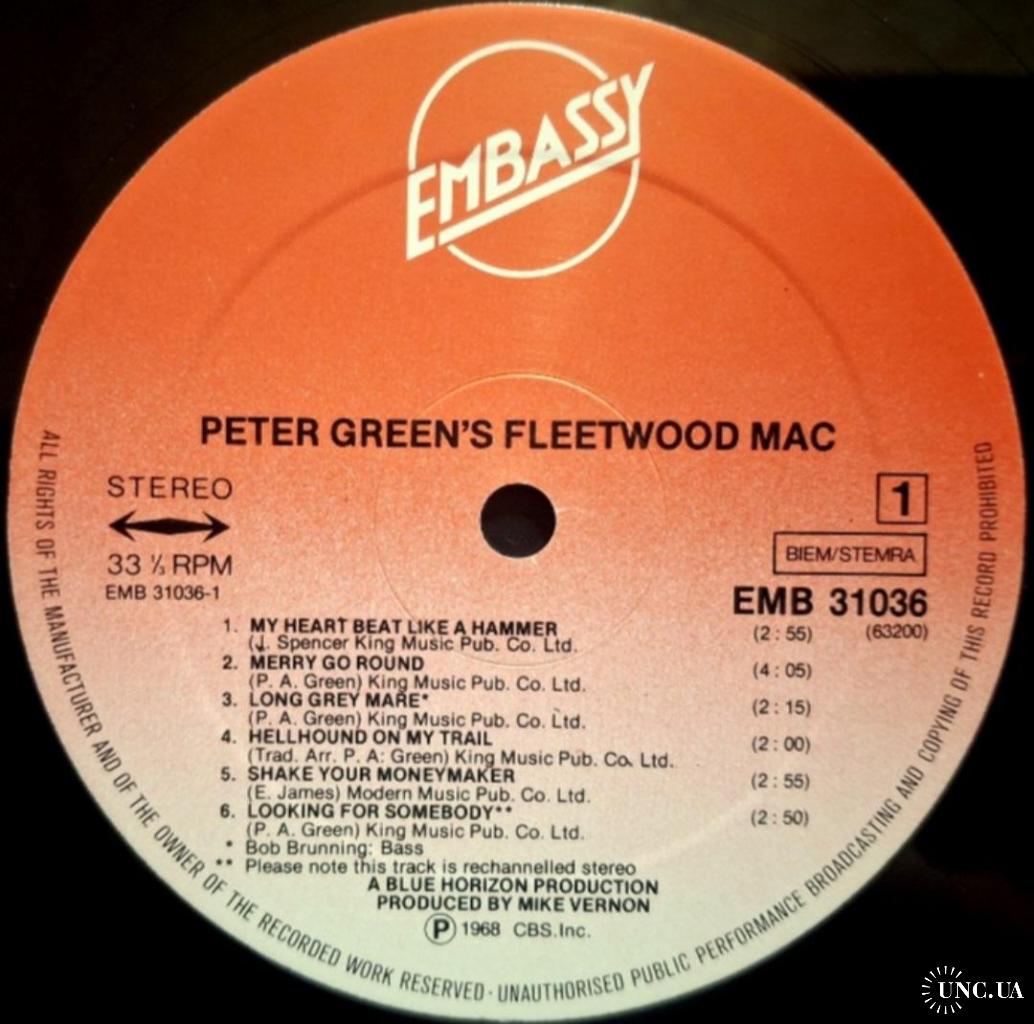 EMBASSY
PETER GREEN'S FLEETWOOD MAC
STEREO
33 ⅓ RPM
EMB 31036-1
1
BIEM/STEMRA
EMB 31036
(63200)
1. MY HEART BEAT LIKE A HAMMER (2:55)
(J. Spencer King Music Pub. Co. Ltd.
2. MERRY GO ROUND (4:05)
(P. A. Green) King Music Pub. Co. Ltd.
3. LONG GREY MARE* (2:15)
(P. A. Green) King Music Pub. Co. Ltd.
4. HELLHOUND ON MY TRAIL (2:00)
(Trad. Arr. P. A: Green) King Music Pub. Co. Ltd.
5. SHAKE YOUR MONEYMAKER (2:55)
(E. James) Modern Music Pub. Co. Ltd.
6. LOOKING FOR SOMEBODY** (2:50)
(P. A. Green) King Music Pub. Co. Ltd.
* Bob Brunning: Bass
** Please note this track is rechannelled stereo
A BLUE HORIZON PRODUCTION
PRODUCED BY MIKE VERNON
Ⓟ 1968 CBS.Inc.
ALL RIGHTS OF THE MANUFACTURER AND OF THE OWNER OF THE RECORDED WORK RESERVED · UNAUTHORISED PUBLIC PERFORMANCE BROADCASTING AND COPYING OF THIS RECORD PROHIBITED
UNC.UA